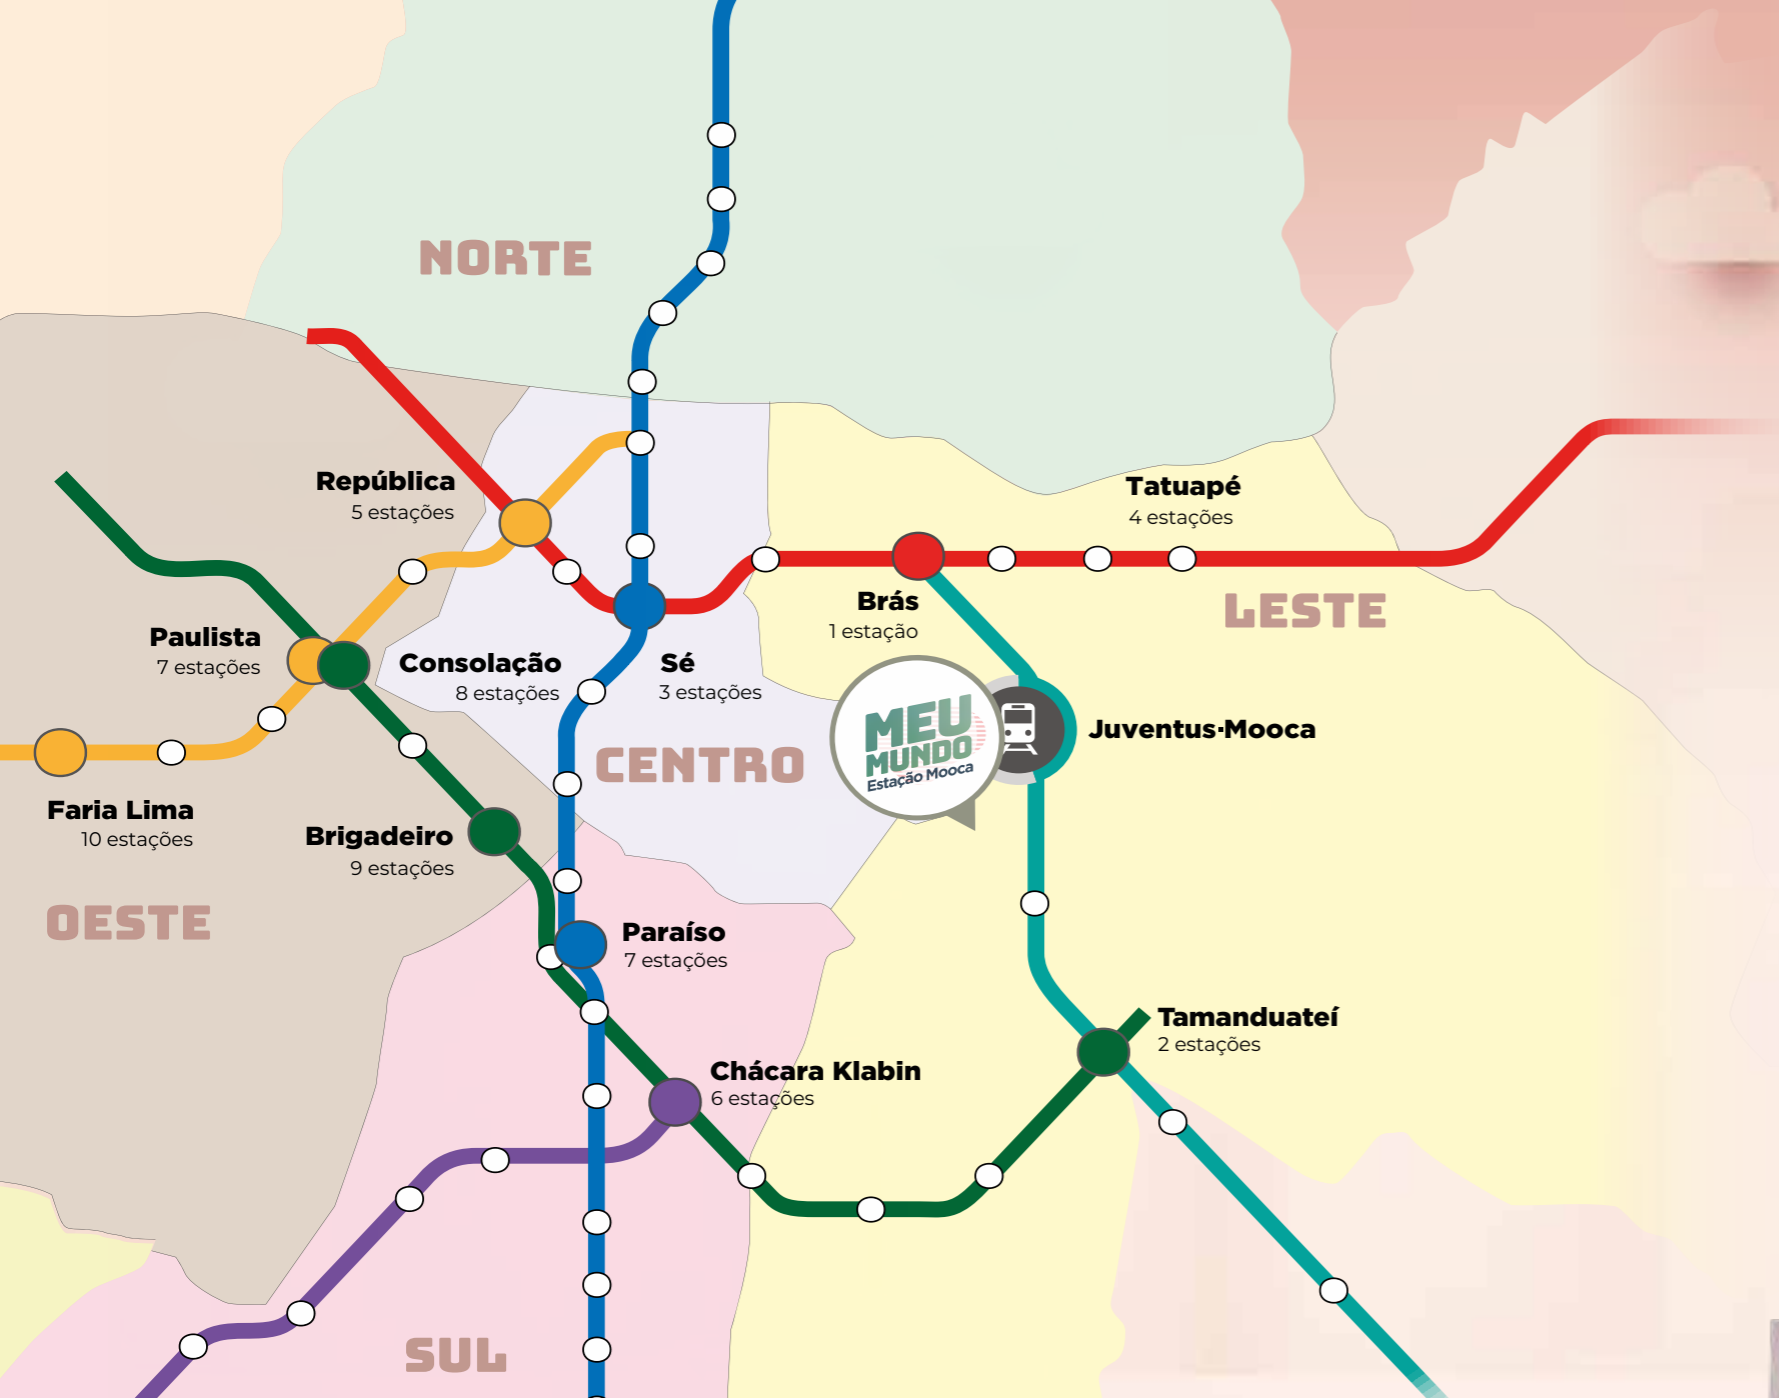 NORTE
República
5 estações
Tatuapé
4 estações
Brás
1 estação
LESTE
Paulista
7 estações
Consolação
8 estações
Sé
3 estações
MEU
MUNDO
Estação Mooca
Juventus·Mooca
CENTRO
Faria Lima
10 estações
Brigadeiro
9 estações
OESTE
Paraíso
7 estações
Tamanduateí
2 estações
Chácara Klabin
6 estações
SUL